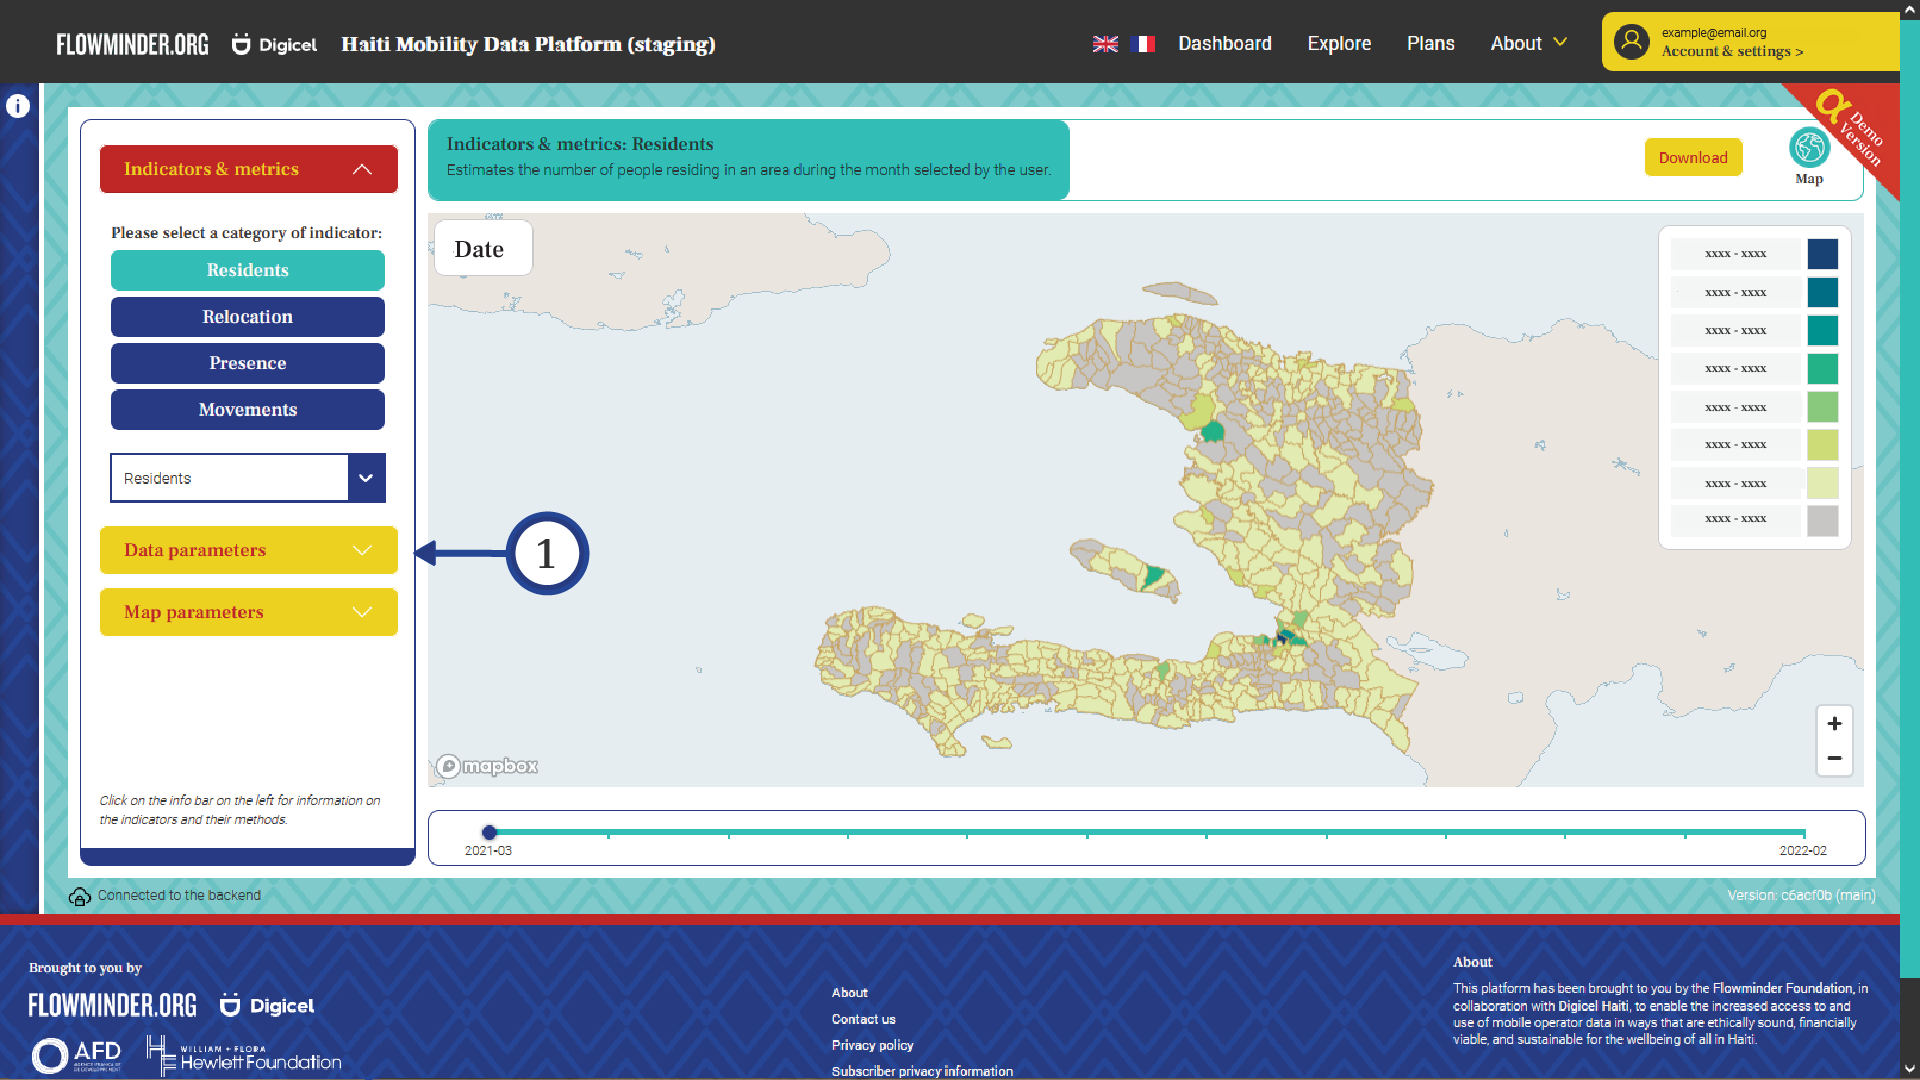 FLOWMINDER.ORG
Digicel
Haiti Mobility Data Platform (staging)
Dashboard
Explore
Plans
About
example@email.org
Account & settings >
i
α
Demo
Version
Indicators & metrics
Please select a category of indicator:
Residents
Relocation
Presence
Movements
Residents
Data parameters
Map parameters
Click on the info bar on the left for information on
the indicators and their methods.
1
Indicators & metrics: Residents
Estimates the number of people residing in an area during the month selected by the user.
Download
Map
Date
xxxx - xxxx
xxxx - xxxx
xxxx - xxxx
xxxx - xxxx
xxxx - xxxx
xxxx - xxxx
xxxx - xxxx
xxxx - xxxx
+
−
mapbox
2021-03
2022-02
Connected to the backend
Version: c6acf0b (main)
Brought to you by
FLOWMINDER.ORG
Digicel
AFD
AGENCE FRANÇAISE
DE DÉVELOPPEMENT
WILLIAM + FLORA
Hewlett Foundation
About
Contact us
Privacy policy
Subscriber privacy information
About
This platform has been brought to you by the Flowminder Foundation, in
collaboration with Digicel Haiti, to enable the increased access to and
use of mobile operator data in ways that are ethically sound, financially
viable, and sustainable for the wellbeing of all in Haiti.